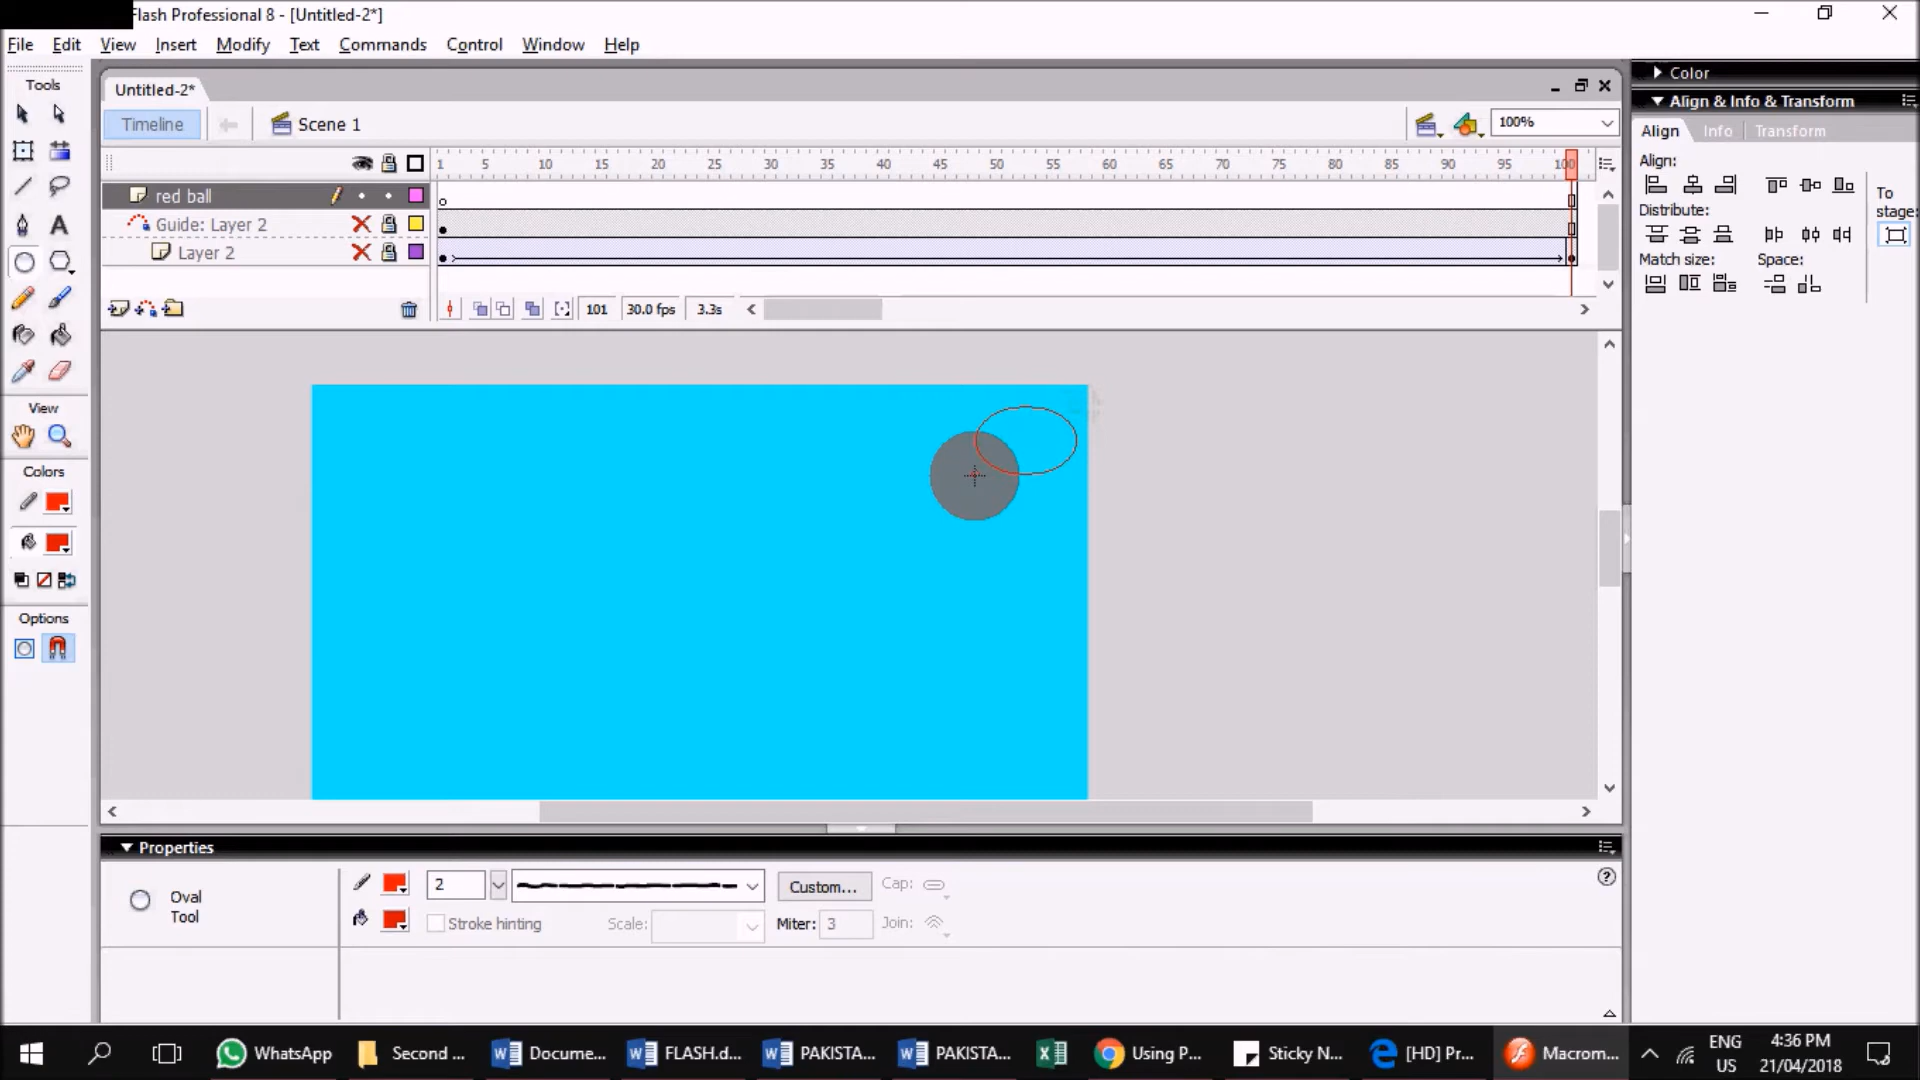 Flash Professional 8 - [Untitled-2*]
File Edit View Insert Modify Text Commands Control Window Help
Tools
Untitled-2*
Timeline
Scene 1
100%
1 5 10 15 20 25 30 35 40 45 50 55 60 65 70 75 80 85 90 95 100
red ball
Guide: Layer 2
Layer 2
101 30.0 fps 3.3s
Color
Align & Info & Transform
Align Info Transform
Align:
To
stage:
Distribute:
Match size:
Space:
View
Colors
Options
Properties
Oval
Tool
2
Custom...
Cap:
Stroke hinting
Scale:
Miter: 3
Join:
WhatsApp
Second ...
Docume...
FLASH.d...
PAKISTA...
PAKISTA...
Using P...
Sticky N...
[HD] Pr...
Macrom...
ENG
US
4:36 PM
21/04/2018